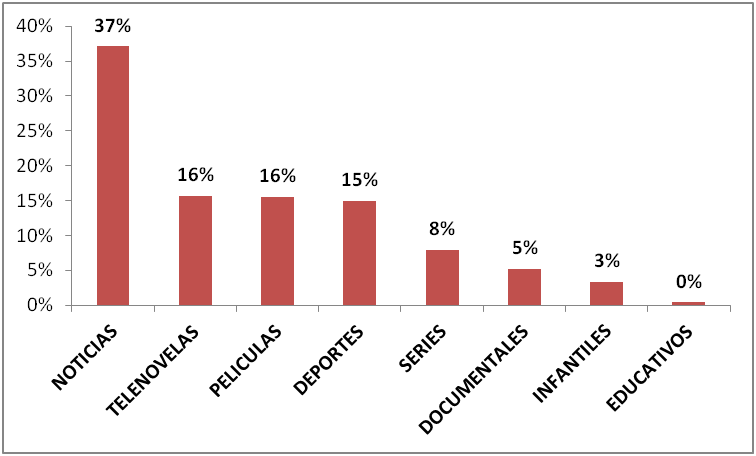 40%
35%
30%
25%
20%
15%
10%
5%
0%
37%
16%
16%
15%
8%
5%
3%
0%
NOTICIAS
TELENOVELAS
PELICULAS
DEPORTES
SERIES
DOCUMENTALES
INFANTILES
EDUCATIVOS